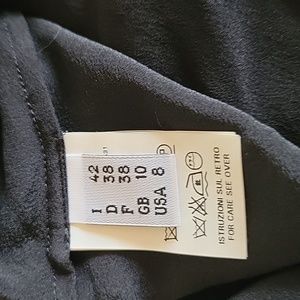 I 42
D 38
F 38
GB 10
USA 8
ISTRUZIONI SUL RETRO
FOR CARE SEE OVER